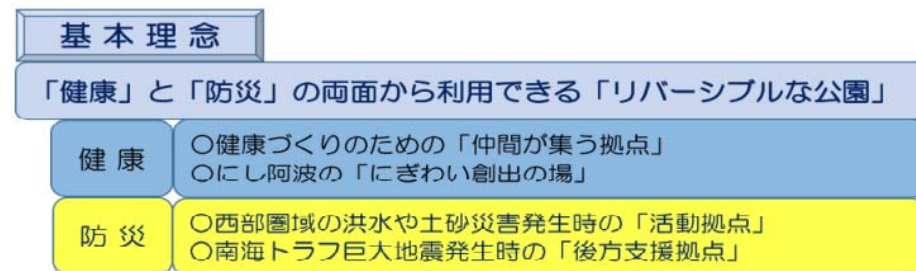 基本理念
「健康」と「防災」の両面から利用できる「リバーシブルな公園」
健康
○健康づくりのための「仲間が集う拠点」
○にし阿波の「にぎわい創出の場」
防災
○西部圏域の洪水や土砂災害発生時の「活動拠点」
○南海トラフ巨大地震発生時の「後方支援拠点」